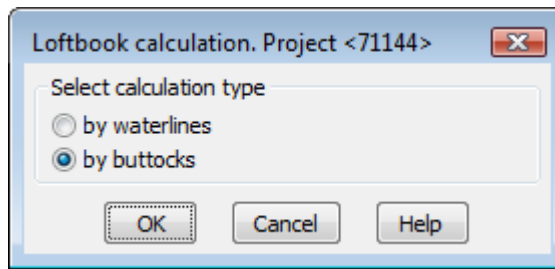 Loftbook calculation. Project <71144>
Select calculation type
by waterlines
by buttocks
OK Cancel Help